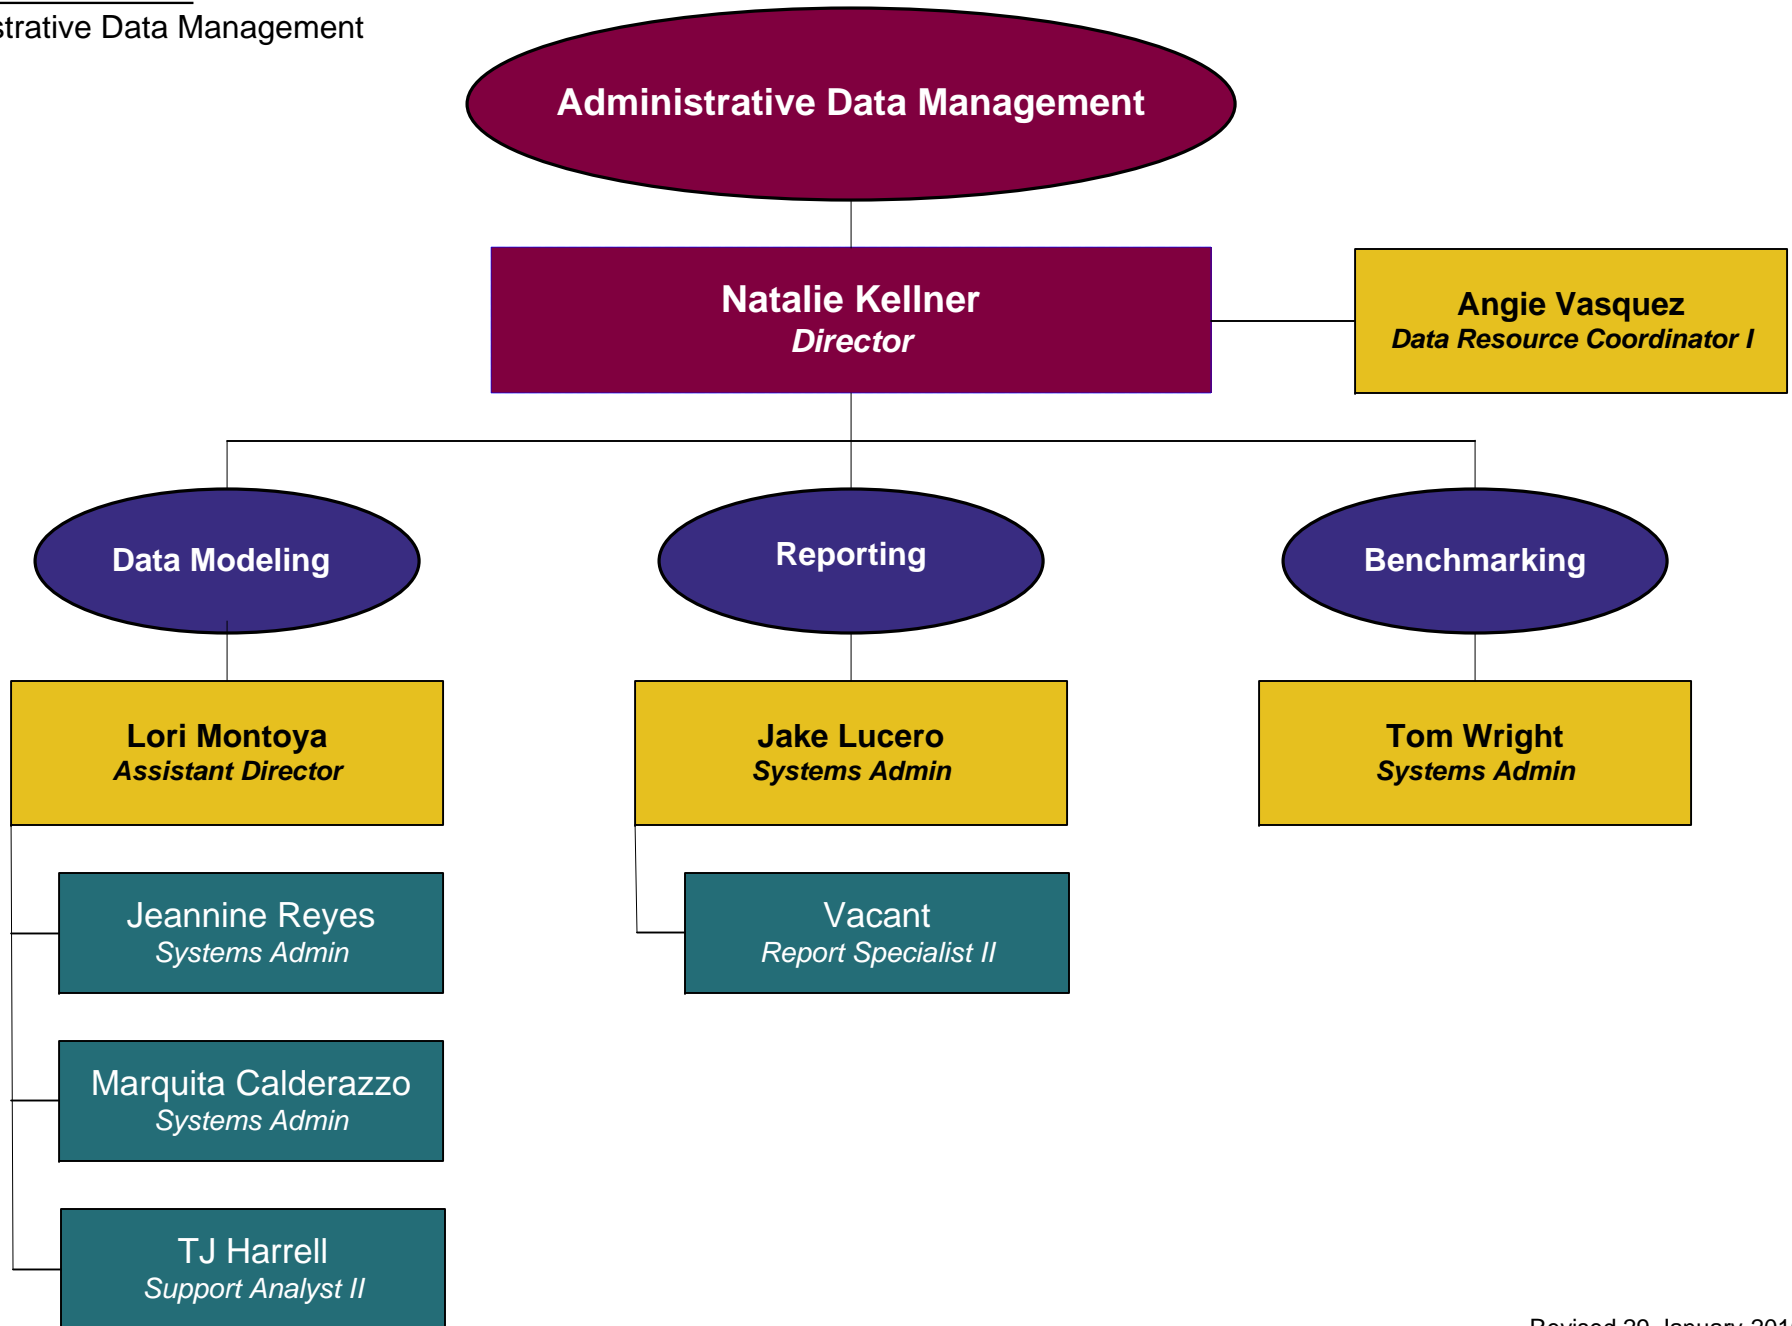 Data Management
Administrative Data Management
Natalie Kellner
Director
Angie Vasquez
Data Resource Coordinator I
Data Modeling
Reporting
Benchmarking
Lori Montoya
Assistant Director
Jake Lucero
Systems Admin
Tom Wright
Systems Admin
Jeannine Reyes
Systems Admin
Vacant
Report Specialist II
Marquita Calderazzo
Systems Admin
TJ Harrell
Support Analyst II